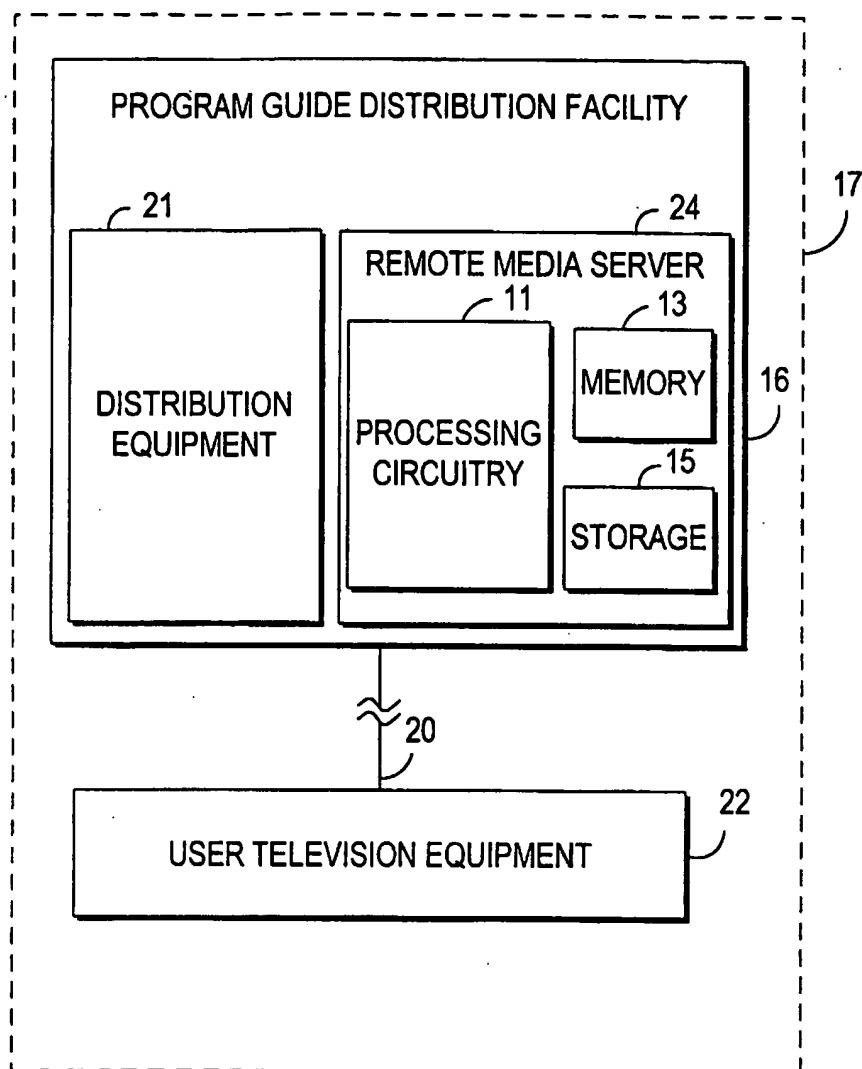 PROGRAM GUIDE DISTRIBUTION FACILITY
17
21
24
REMOTE MEDIA SERVER
11
13
MEMORY
16
DISTRIBUTION
EQUIPMENT
PROCESSING
CIRCUITRY
15
STORAGE
20
22
USER TELEVISION EQUIPMENT